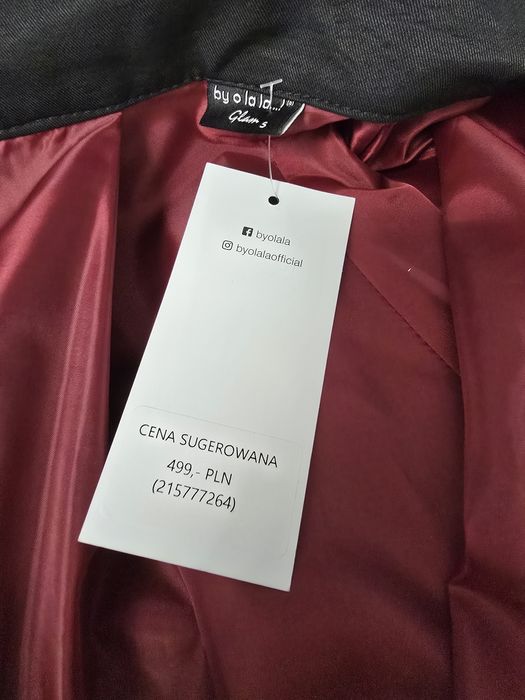 by o la la...! (R)
Glam S
byolala
byolalaofficial
CENA SUGEROWANA
499,- PLN
(215777264)